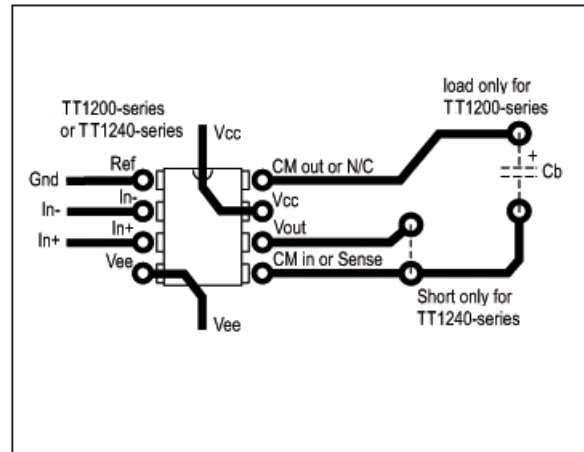 load only for
TT1200-series
TT1200-series
or TT1240-series
Vcc
Ref
CM out or N/C
+
Cb
Gnd
In-
Vcc
In-
In+
Vout
In+
Vee
CM in or Sense
Short only for
TT1240-series
Vee